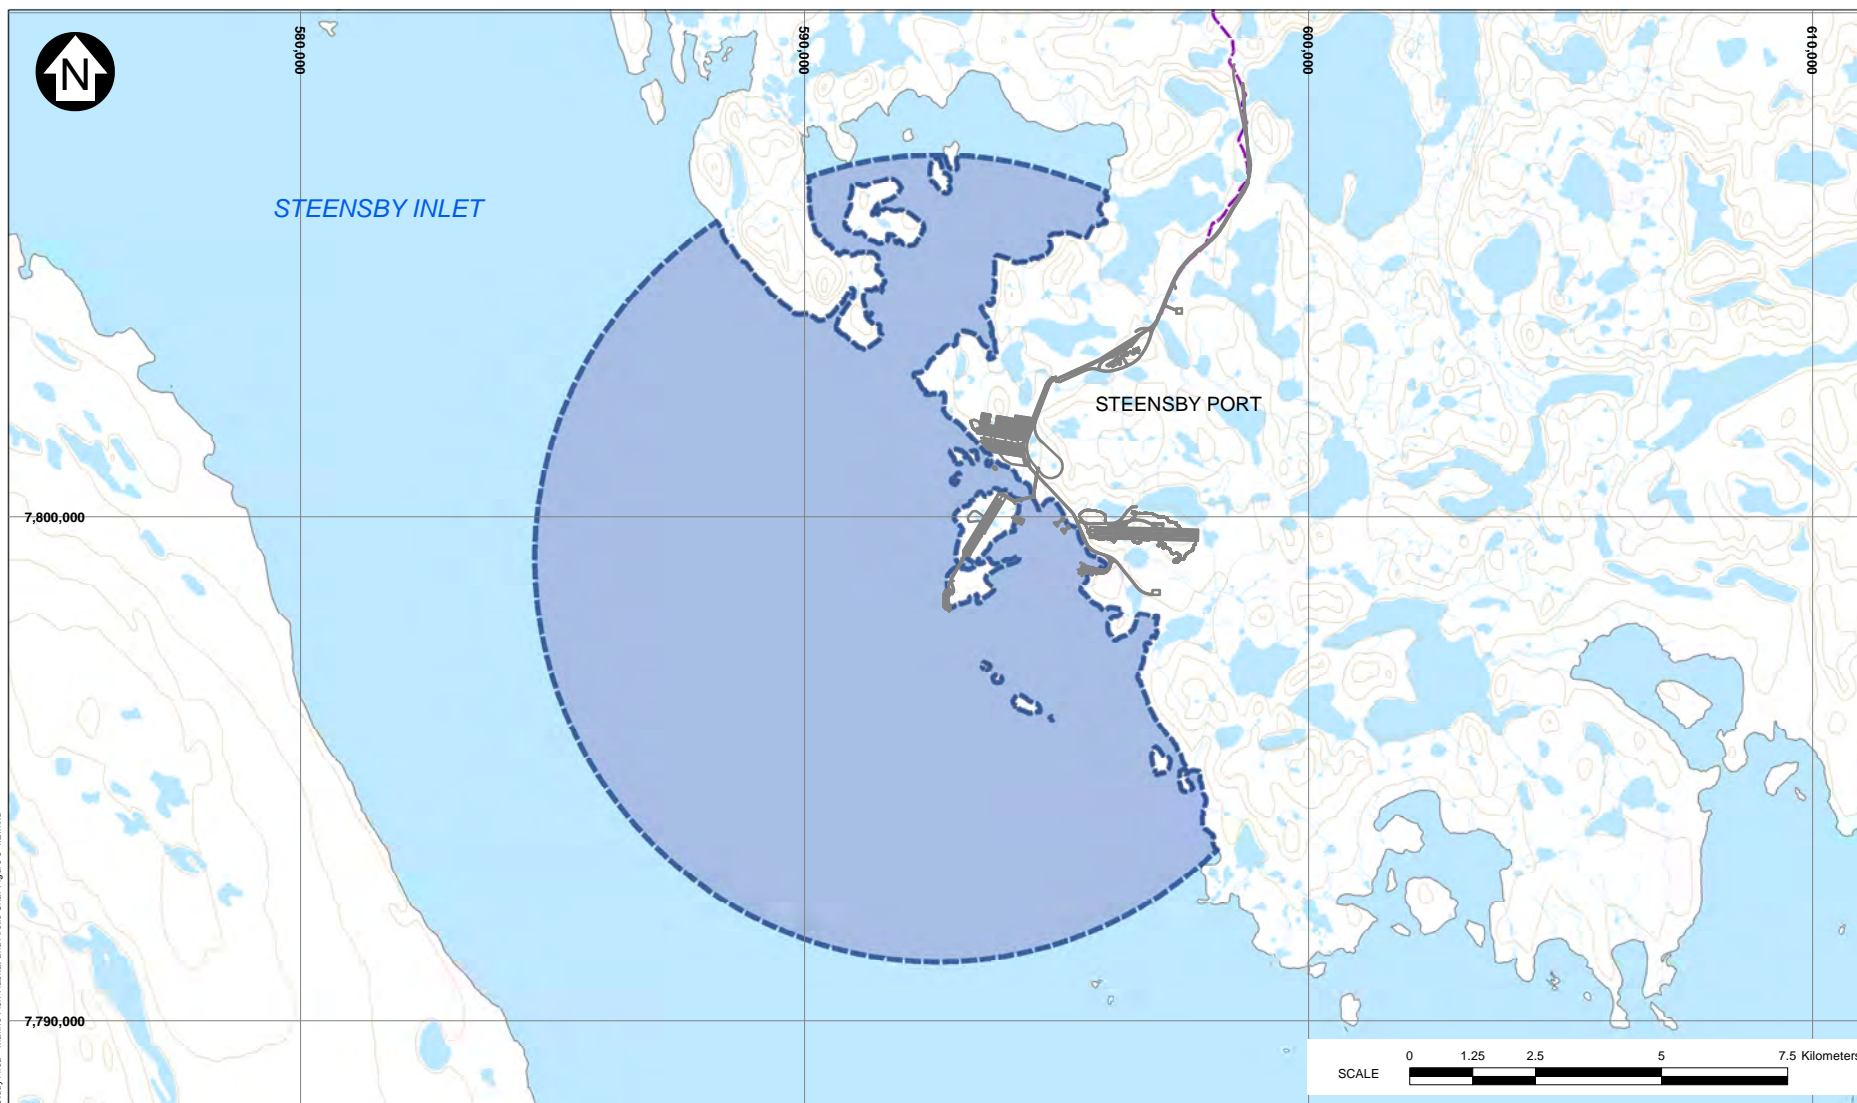 N
580,000
590,000
600,000
610,000
STEENSBY INLET
STEENSBY PORT
7,800,000
7,790,000
SCALE
0 1.25 2.5 5 7.5 Kilometers